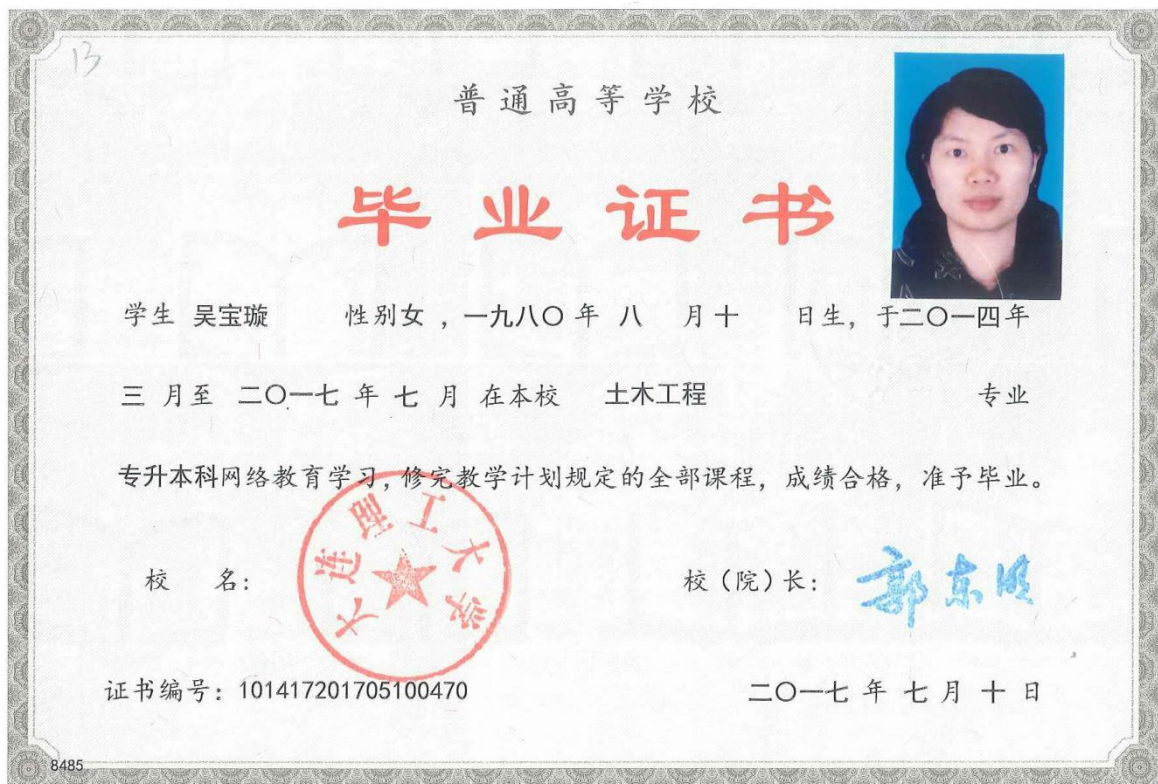 13
普通高等学校
毕业证书
学生 吴宝璇 性别女 ，一九八〇年 八 月十 日生，于二〇一四年
三 月至 二〇一七 年 七 月 在本校 土木工程 专业
专升本科网络教育学习，修完教学计划规定的全部课程，成绩合格，准予毕业。
校 名：
大连理工大学
校（院）长：
郭东明
证书编号：101417201705100470
二〇一七 年 七 月 十 日
8485